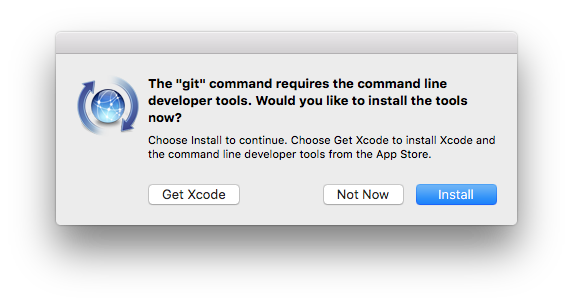 The "git" command requires the command line
developer tools. Would you like to install the tools
now?
Choose Install to continue. Choose Get Xcode to install Xcode and
the command line developer tools from the App Store.
Get Xcode
Not Now
Install